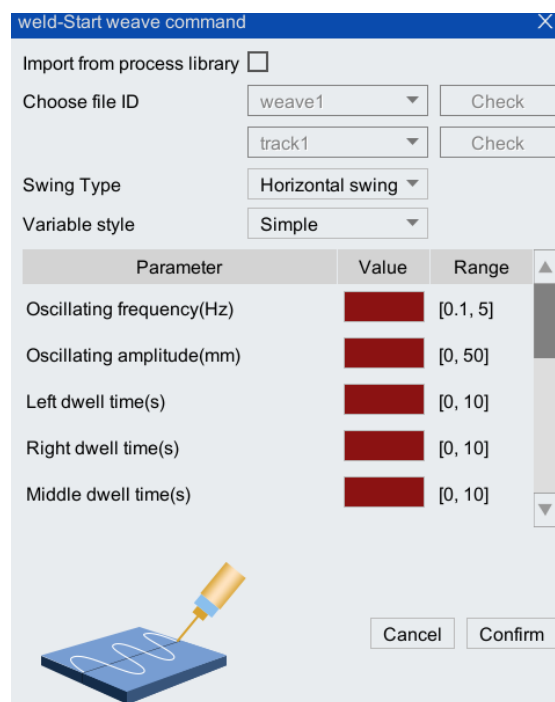 weld-Start weave command X
Import from process library
Choose file ID weave1 Check
track1 Check
Swing Type Horizontal swing
Variable style Simple
Parameter Value Range
Oscillating frequency(Hz) [0.1, 5]
Oscillating amplitude(mm) [0, 50]
Left dwell time(s) [0, 10]
Right dwell time(s) [0, 10]
Middle dwell time(s) [0, 10]
Cancel Confirm